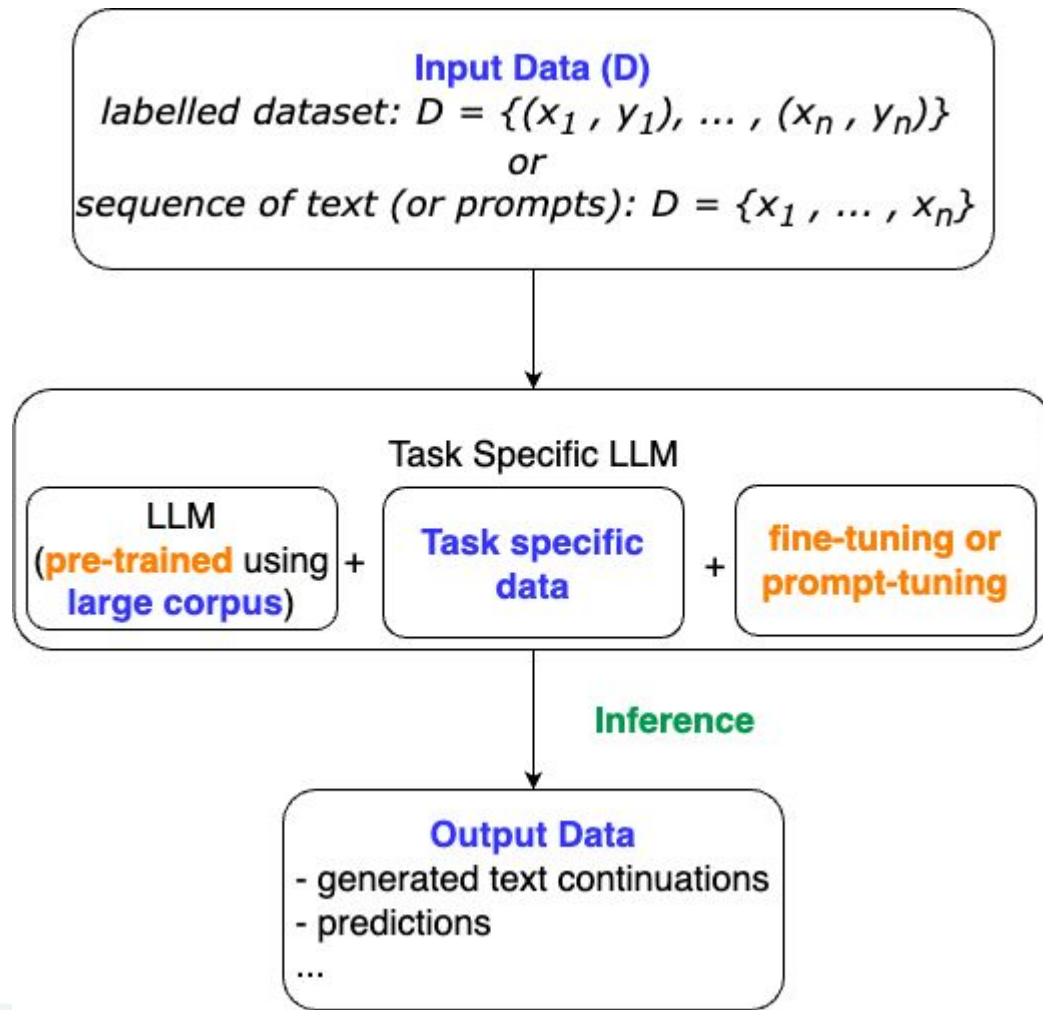 Input Data (D)
labelled dataset: D = {(x₁ , y₁), ... , (xₙ , yₙ)}
or
sequence of text (or prompts): D = {x₁ , ... , xₙ}
Task Specific LLM
LLM
(pre-trained using
large corpus)
+
Task specific
data
+
fine-tuning or
prompt-tuning
Inference
Output Data
- generated text continuations
- predictions
...